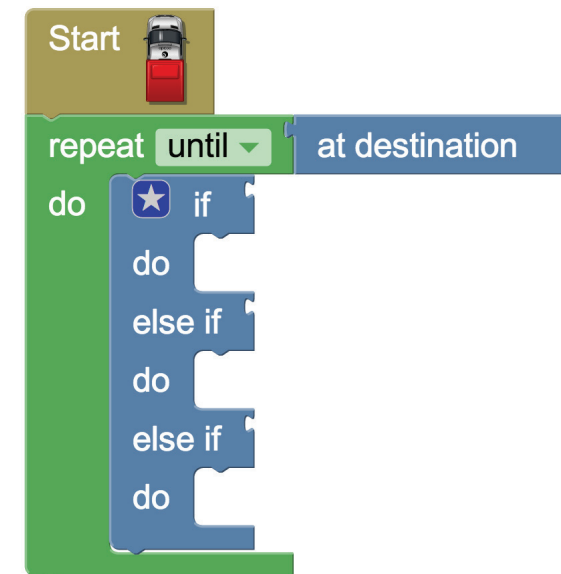 Start
repeat until at destination
do if
do
else if
do
else if
do